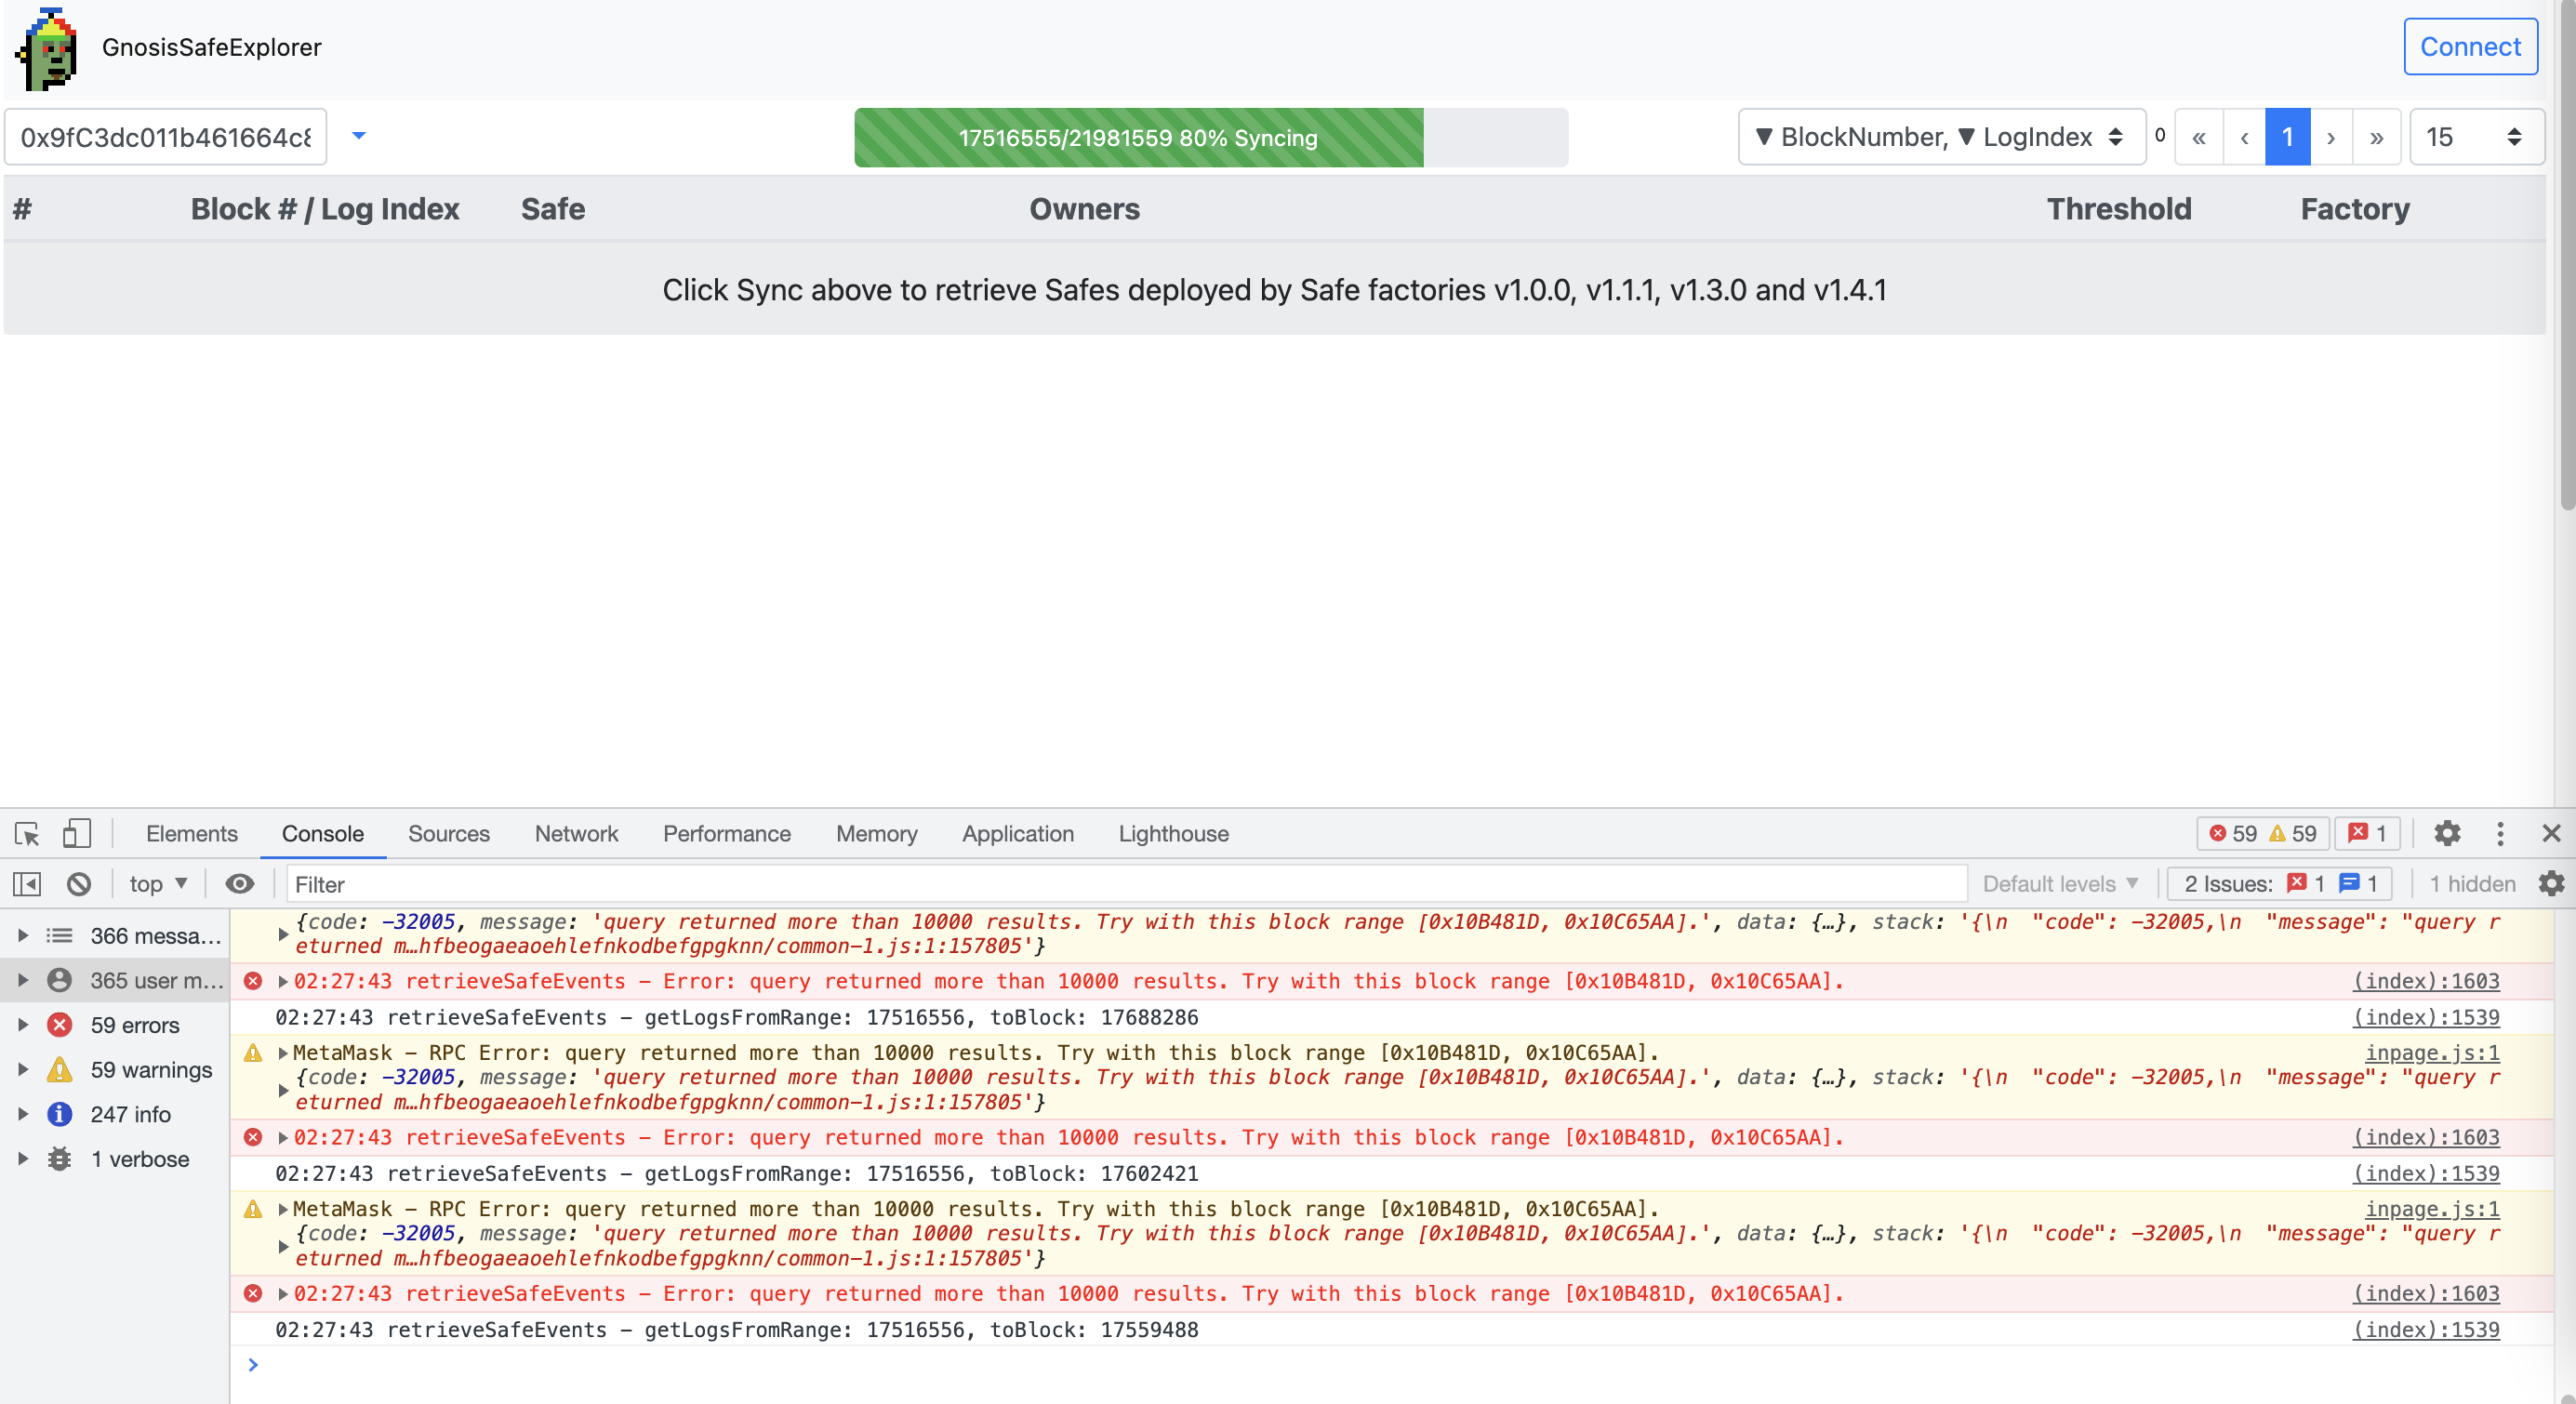 GnosisSafeExplorer
Connect
0x9fC3dc011b461664c8
17516555/21981559 80% Syncing
▼ BlockNumber, ▼ LogIndex
0
« ‹ 1 › »
15
# Block # / Log Index Safe Owners Threshold Factory
Click Sync above to retrieve Safes deployed by Safe factories v1.0.0, v1.1.1, v1.3.0 and v1.4.1
Elements Console Sources Network Performance Memory Application Lighthouse
59 59 1
top ▼ Filter Default levels ▼ 2 Issues: 1 1 1 hidden
366 messa...
365 user m...
59 errors
59 warnings
247 info
1 verbose
{code: −32005, message: 'query returned more than 10000 results. Try with this block range [0x10B481D, 0x10C65AA].', data: {…}, stack: '{\n  "code": −32005,\n  "message": "query r
eturned m…hfbeogaeaoehlefnkodbefgpgknn/common−1.js:1:157805'}
02:27:43 retrieveSafeEvents − Error: query returned more than 10000 results. Try with this block range [0x10B481D, 0x10C65AA]. (index):1603
02:27:43 retrieveSafeEvents − getLogsFromRange: 17516556, toBlock: 17688286 (index):1539
MetaMask − RPC Error: query returned more than 10000 results. Try with this block range [0x10B481D, 0x10C65AA]. inpage.js:1
{code: −32005, message: 'query returned more than 10000 results. Try with this block range [0x10B481D, 0x10C65AA].', data: {…}, stack: '{\n  "code": −32005,\n  "message": "query r
eturned m…hfbeogaeaoehlefnkodbefgpgknn/common−1.js:1:157805'}
02:27:43 retrieveSafeEvents − Error: query returned more than 10000 results. Try with this block range [0x10B481D, 0x10C65AA]. (index):1603
02:27:43 retrieveSafeEvents − getLogsFromRange: 17516556, toBlock: 17602421 (index):1539
MetaMask − RPC Error: query returned more than 10000 results. Try with this block range [0x10B481D, 0x10C65AA]. inpage.js:1
{code: −32005, message: 'query returned more than 10000 results. Try with this block range [0x10B481D, 0x10C65AA].', data: {…}, stack: '{\n  "code": −32005,\n  "message": "query r
eturned m…hfbeogaeaoehlefnkodbefgpgknn/common−1.js:1:157805'}
02:27:43 retrieveSafeEvents − Error: query returned more than 10000 results. Try with this block range [0x10B481D, 0x10C65AA]. (index):1603
02:27:43 retrieveSafeEvents − getLogsFromRange: 17516556, toBlock: 17559488 (index):1539